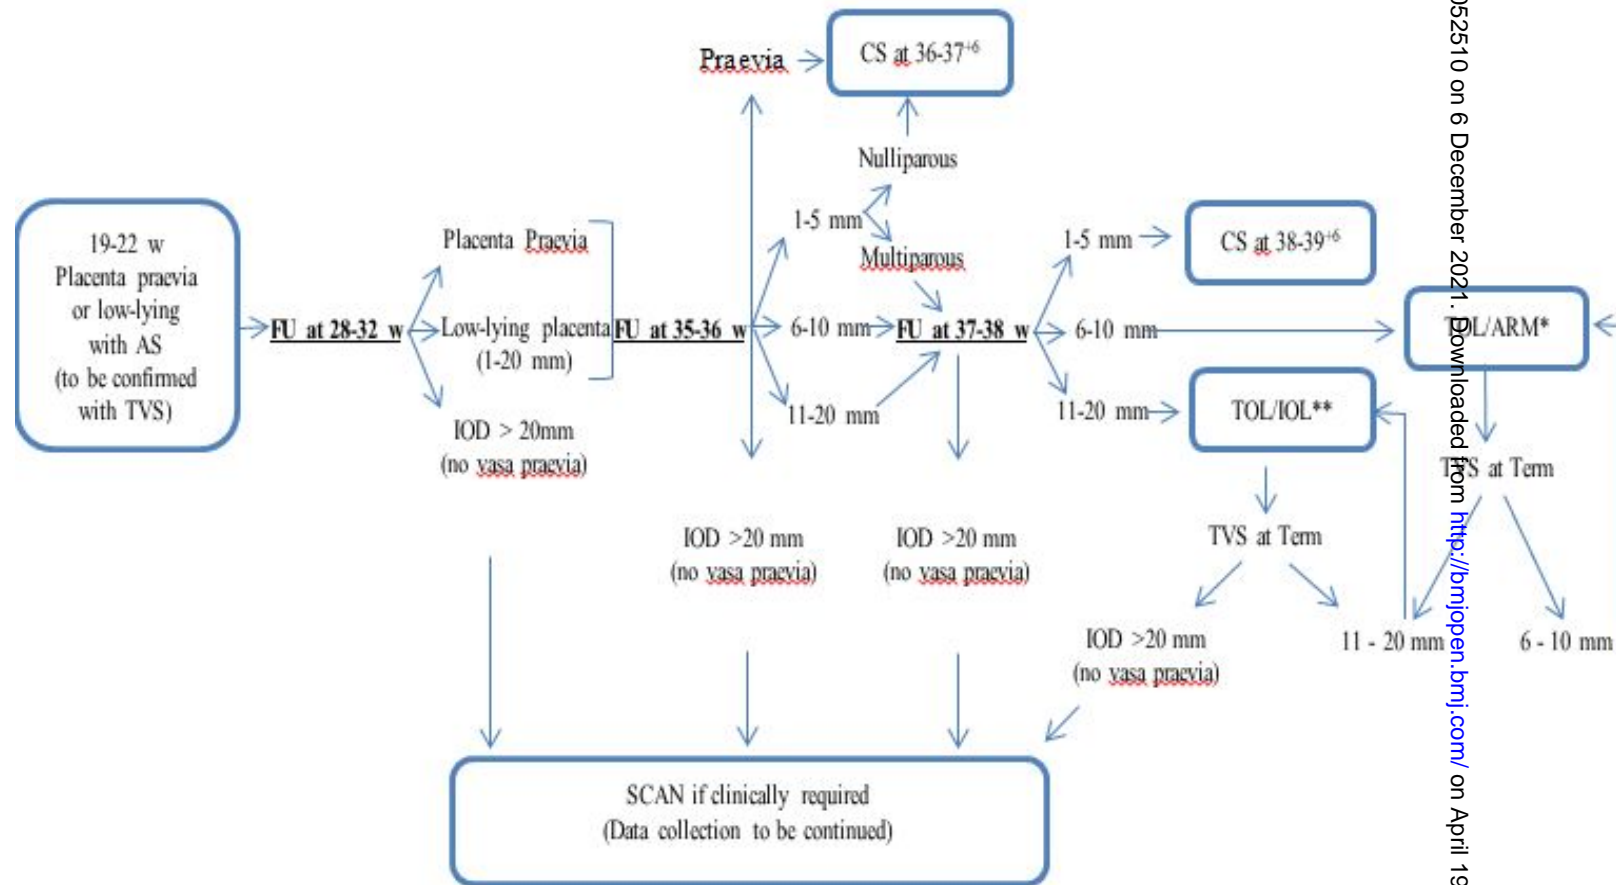 Praevia
CS at 36-37+6
Nulliparous
1-5 mm
Multiparous
19-22 w
Placenta praevia
or low-lying
with AS
(to be confirmed
with TVS)
FU at 28-32 w
Placenta Praevia
Low-lying placenta
(1-20 mm)
IOD > 20mm
(no vasa praevia)
FU at 35-36 w
6-10 mm
11-20 mm
FU at 37-38 w
1-5 mm
CS at 38-39+6
6-10 mm
TOL/ARM*
11-20 mm
TOL/IOL**
TVS at Term
TVS at Term
IOD >20 mm
(no vasa praevia)
IOD >20 mm
(no vasa praevia)
IOD >20 mm
(no vasa praevia)
11 - 20 mm
6 - 10 mm
SCAN if clinically required
(Data collection to be continued)
052510 on 6 December 2021. Downloaded from http://bmjopen.bmj.com/ on April 19